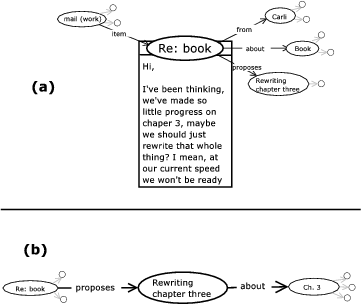 mail (work)
item
Re: book
from
Carli
about
Book
proposes
Rewriting
chapter three
(a)
Hi,
I've been thinking,
we've made so
little progress on
chaper 3, maybe
we should just
rewrite that whole
thing? I mean, at
our current speed
we won't be ready
(b)
Re: book
proposes
Rewriting
chapter three
about
Ch. 3